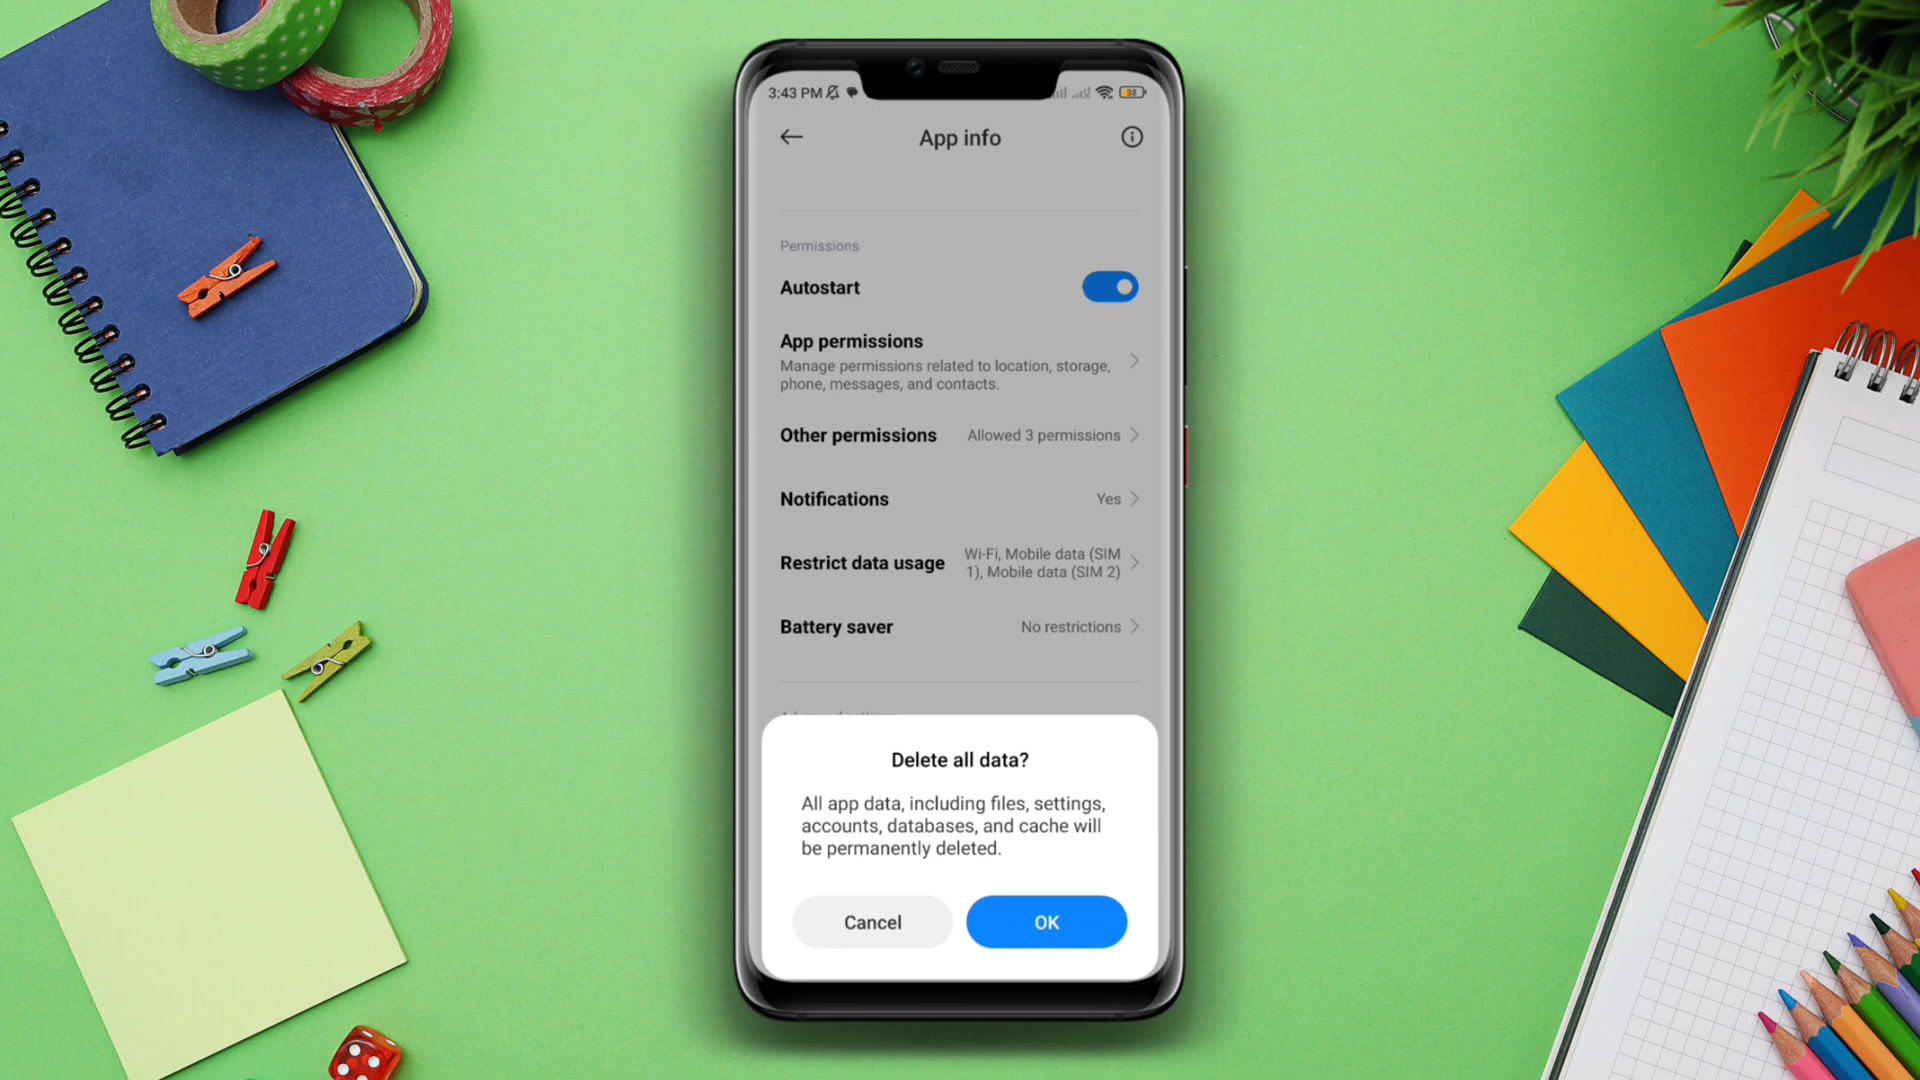 3:43 PM
38
App info
Permissions
Autostart
App permissions
Manage permissions related to location, storage,
phone, messages, and contacts.
Other permissions
Allowed 3 permissions
Notifications
Yes
Restrict data usage
Wi-Fi, Mobile data (SIM
1), Mobile data (SIM 2)
Battery saver
No restrictions
Delete all data?
All app data, including files, settings,
accounts, databases, and cache will
be permanently deleted.
Cancel
OK